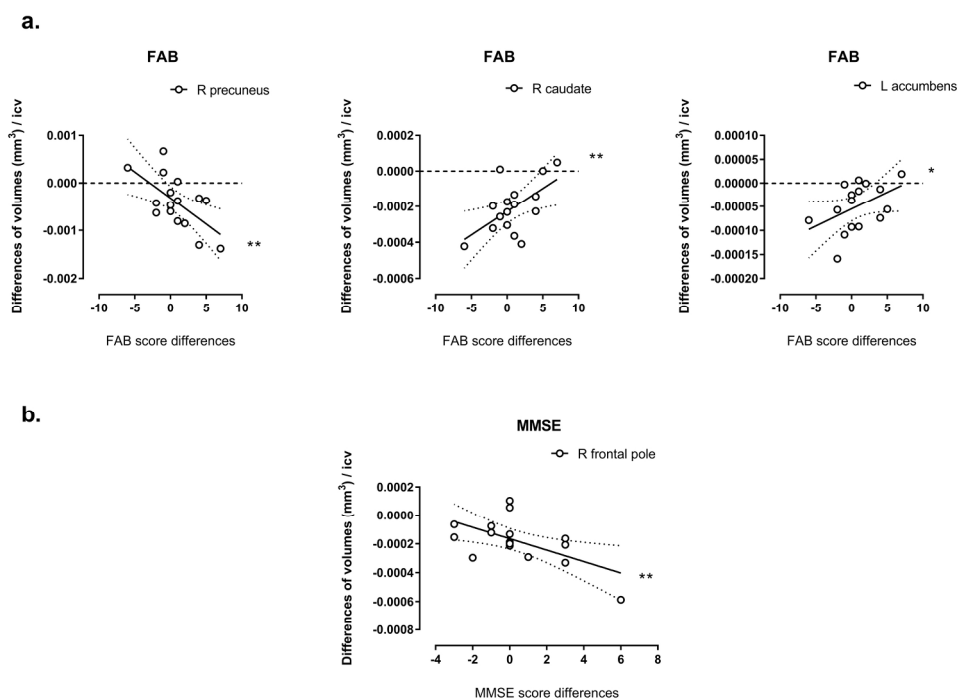 a.
FAB
R precuneus
Differences of volumes (mm³) / icv
0.001
0.000
-0.001
-0.002
-10 -5 0 5 10
**
FAB score differences
FAB
R caudate
Differences of volumes (mm³) / icv
0.0002
0.0000
-0.0002
-0.0004
-0.0006
-10 -5 0 5 10
**
FAB score differences
FAB
L accumbens
Differences of volumes (mm³) / icv
0.00010
0.00005
0.00000
-0.00005
-0.00010
-0.00015
-0.00020
-10 -5 0 5 10
*
FAB score differences
b.
MMSE
R frontal pole
Differences of volumes (mm³) / icv
0.0002
0.0000
-0.0002
-0.0004
-0.0006
-0.0008
-4 -2 0 2 4 6 8
**
MMSE score differences